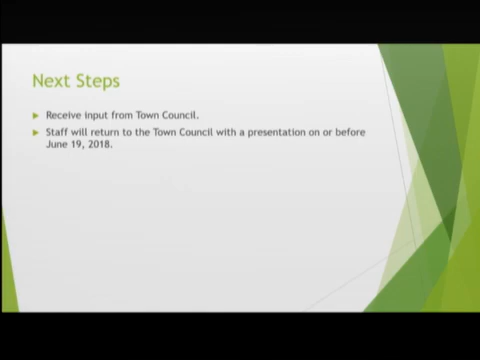 Next Steps
Receive input from Town Council.
Staff will return to the Town Council with a presentation on or before
June 19, 2018.